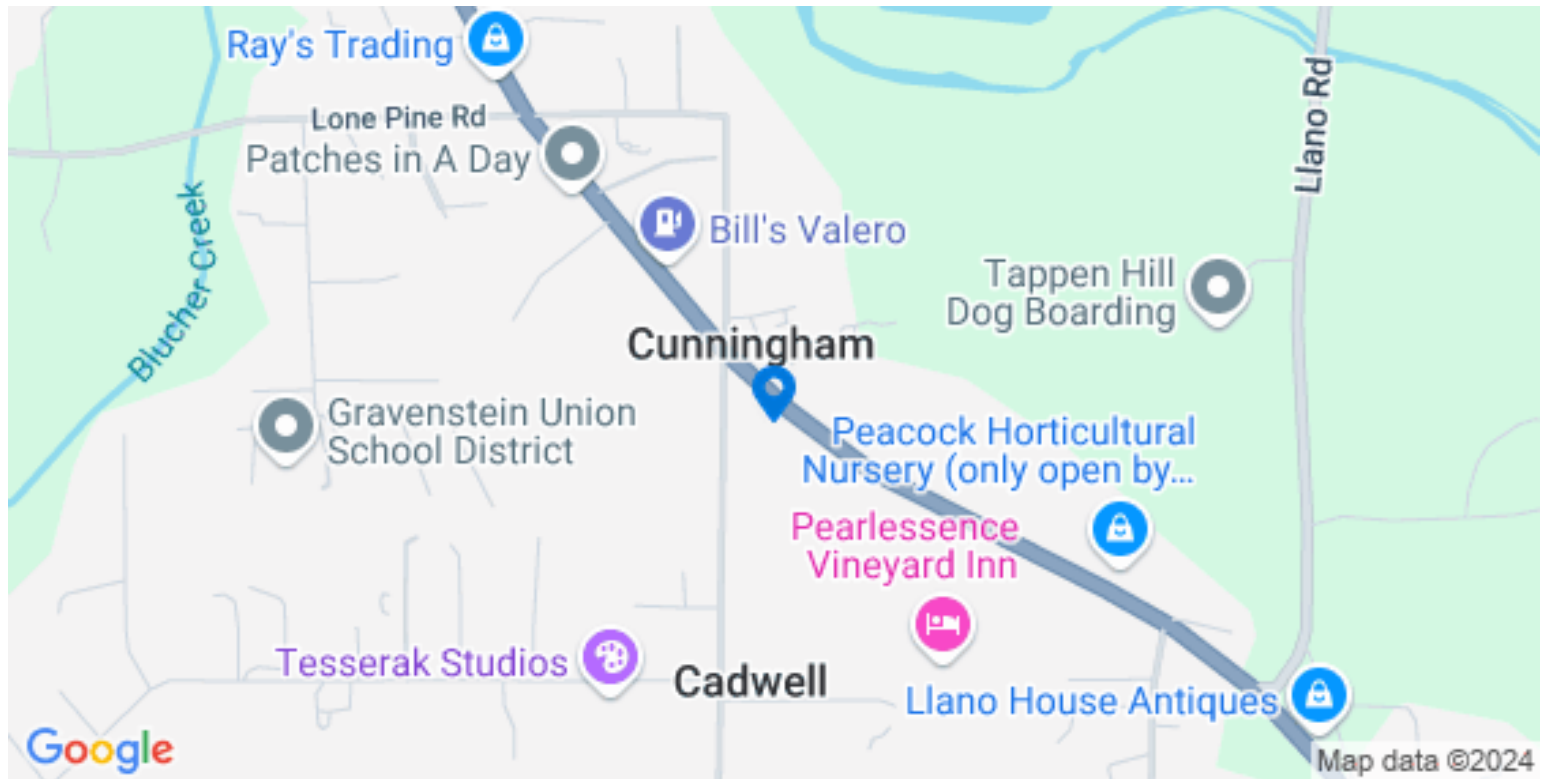 Ray's Trading
Lone Pine Rd
Patches in A Day
Llano Rd
Bill's Valero
Blucher Creek
Tappen Hill
Dog Boarding
Cunningham
Gravenstein Union
School District
Peacock Horticultural
Nursery (only open by...
Pearlessence
Vineyard Inn
Tesserak Studios
Cadwell
Llano House Antiques
Google
Map data ©2024